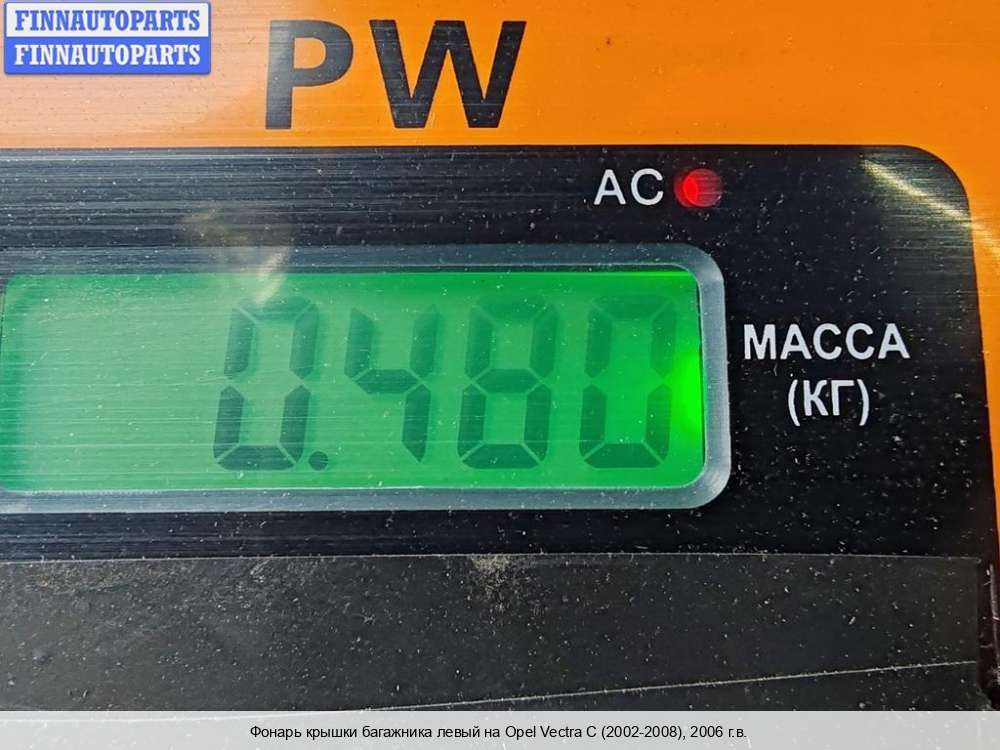 FINNAUTOPARTS
FINNAUTOPARTS
PW
AC
0.480
МАССА
(КГ)
Фонарь крышки багажника левый на Opel Vectra C (2002-2008), 2006 г.в.